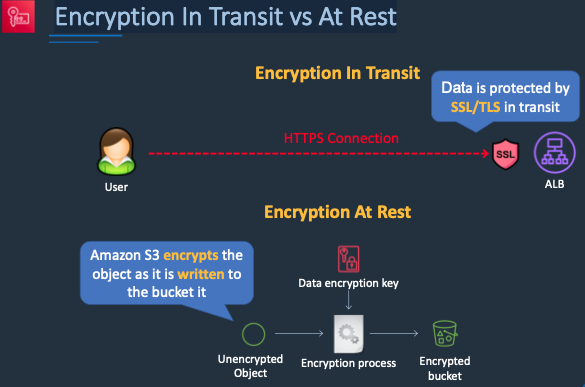 Encryption In Transit vs At Rest
Encryption In Transit
Data is protected by
SSL/TLS in transit
HTTPS Connection
SSL
User
ALB
Encryption At Rest
Amazon S3 encrypts the
object as it is written to
the bucket it
Data encryption key
Unencrypted
Object
Encryption process
Encrypted
bucket